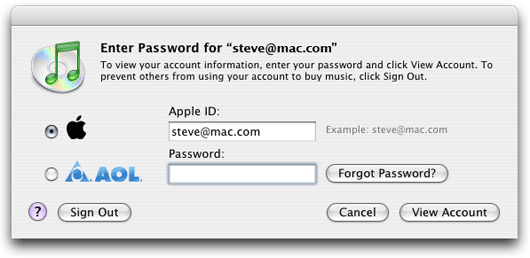 Enter Password for “steve@mac.com”
To view your account information, enter your password and click View Account. To
prevent others from using your account to buy music, click Sign Out.
Apple ID:
steve@mac.com
Example: steve@mac.com
Password:
AOL
Forgot Password?
?
Sign Out
Cancel
View Account